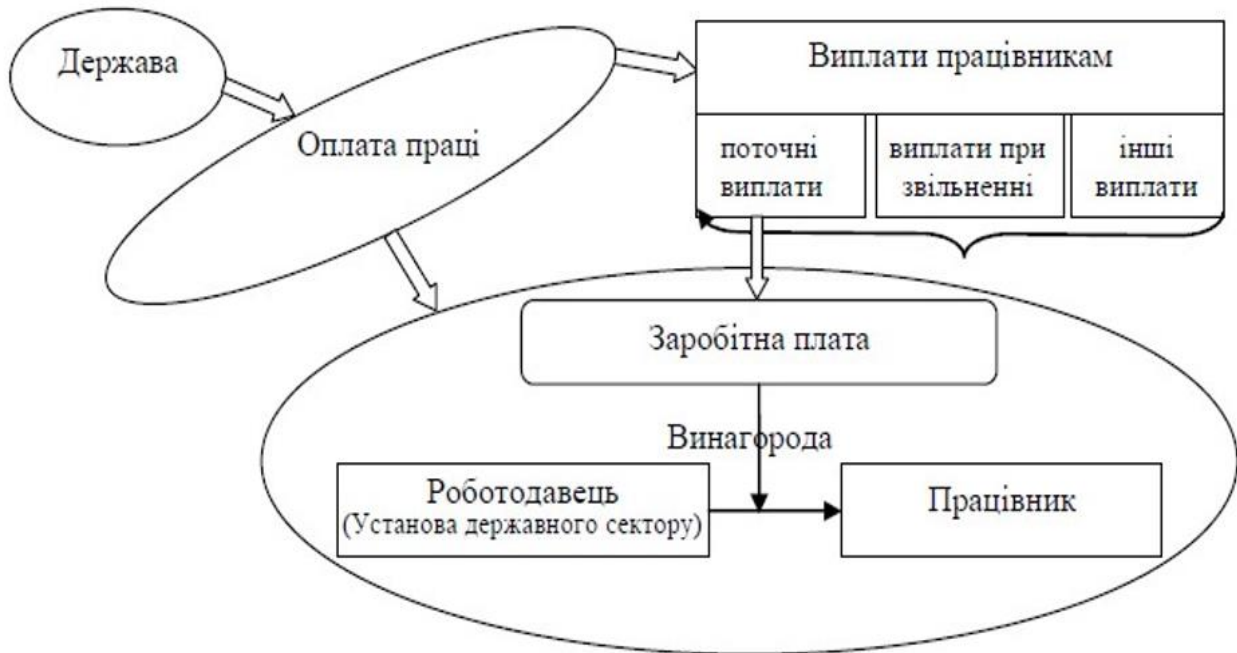 Держава
Оплата праці
Виплати працівникам
поточні
виплати
виплати при
звільненні
інші
виплати
Заробітна плата
Винагорода
Роботодавець
(Установа державного сектору)
Працівник